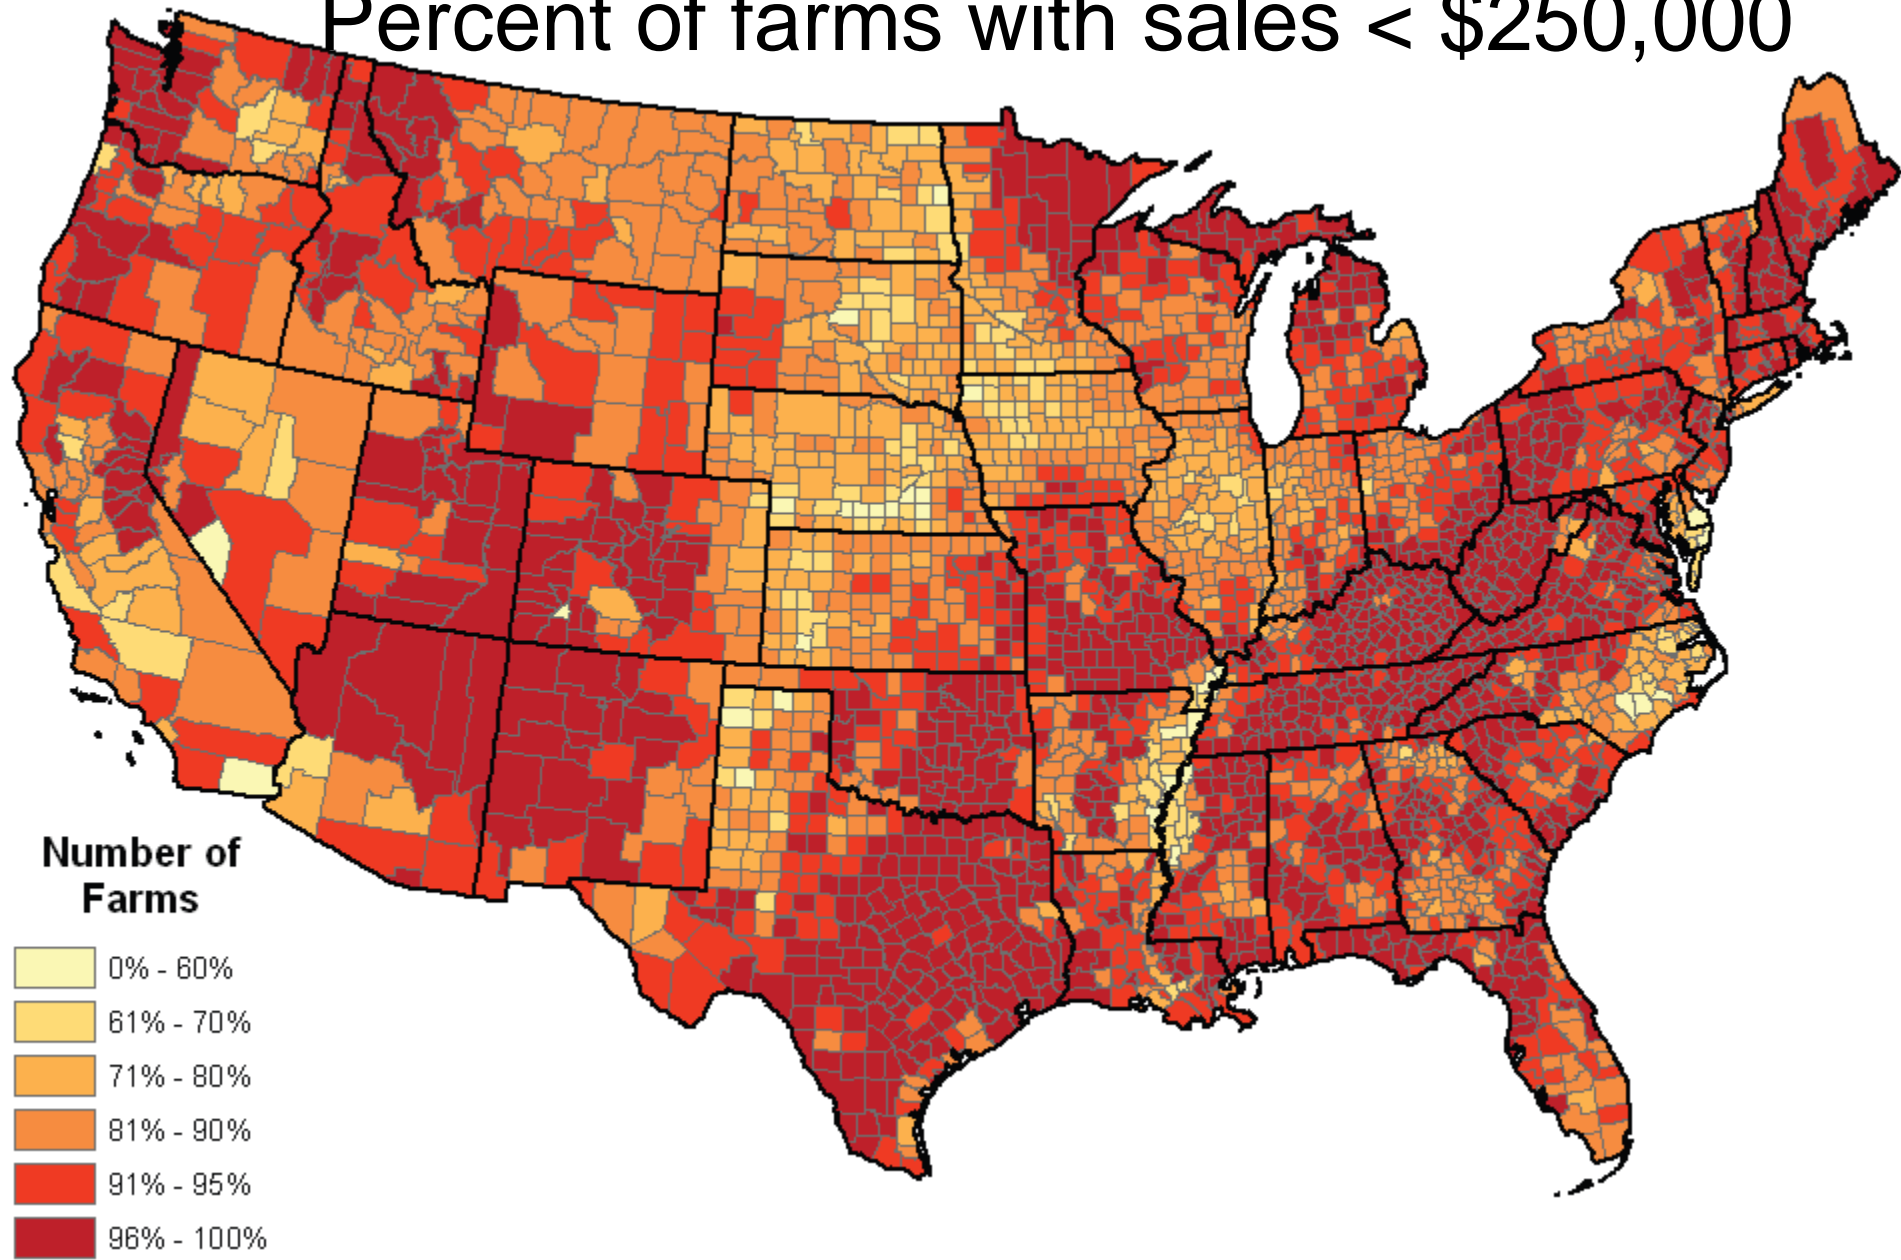 Percent of farms with sales < $250,000
Number of
Farms
0% - 60%
61% - 70%
71% - 80%
81% - 90%
91% - 95%
96% - 100%